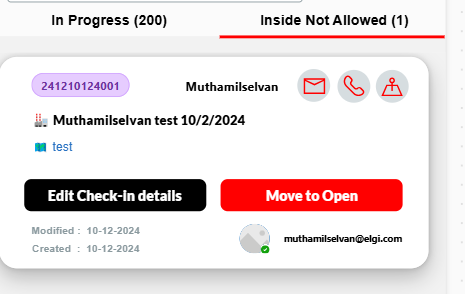 In Progress (200)
Inside Not Allowed (1)
241210124001
Muthamilselvan
Muthamilselvan test 10/2/2024
test
Edit Check-in details
Move to Open
Modified : 10-12-2024
Created : 10-12-2024
muthamilselvan@elgi.com